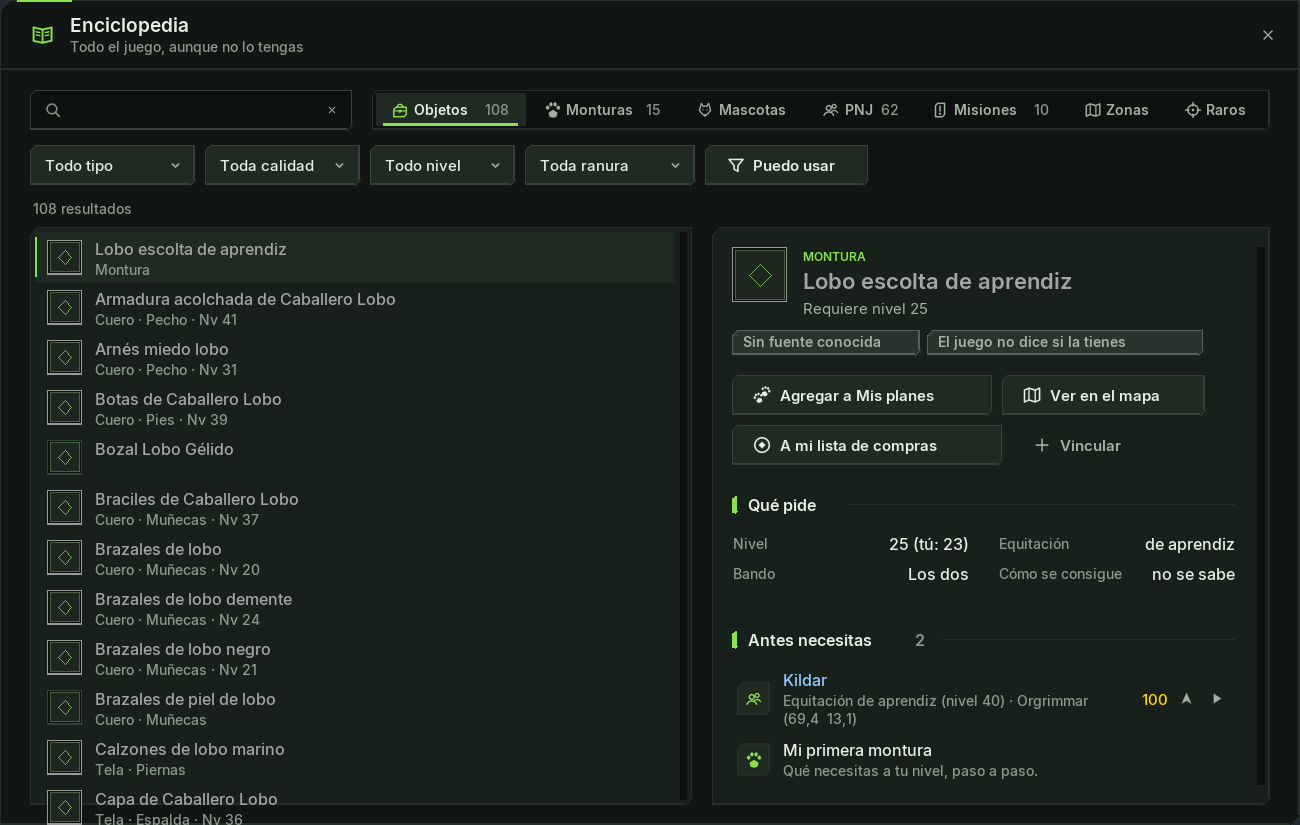 Enciclopedia
Todo el juego, aunque no lo tengas
Objetos 108
Monturas 15
Mascotas
PNJ 62
Misiones 10
Zonas
Raros
Todo tipo
Toda calidad
Todo nivel
Toda ranura
Puedo usar
108 resultados
Lobo escolta de aprendiz
Montura
Armadura acolchada de Caballero Lobo
Cuero · Pecho · Nv 41
Arnés miedo lobo
Cuero · Pecho · Nv 31
Botas de Caballero Lobo
Cuero · Pies · Nv 39
Bozal Lobo Gélido
Braciles de Caballero Lobo
Cuero · Muñecas · Nv 37
Brazales de lobo
Cuero · Muñecas · Nv 20
Brazales de lobo demente
Cuero · Muñecas · Nv 24
Brazales de lobo negro
Cuero · Muñecas · Nv 21
Brazales de piel de lobo
Cuero · Muñecas
Calzones de lobo marino
Tela · Piernas
Capa de Caballero Lobo
Tela · Espalda · Nv 36
MONTURA
Lobo escolta de aprendiz
Requiere nivel 25
Sin fuente conocida
El juego no dice si la tienes
Agregar a Mis planes
Ver en el mapa
A mi lista de compras
Vincular
Qué pide
Nivel 25 (tú: 23)
Equitación de aprendiz
Bando Los dos
Cómo se consigue no se sabe
Antes necesitas 2
Kildar
Equitación de aprendiz (nivel 40) · Orgrimmar
(69,4 13,1)
100
Mi primera montura
Qué necesitas a tu nivel, paso a paso.